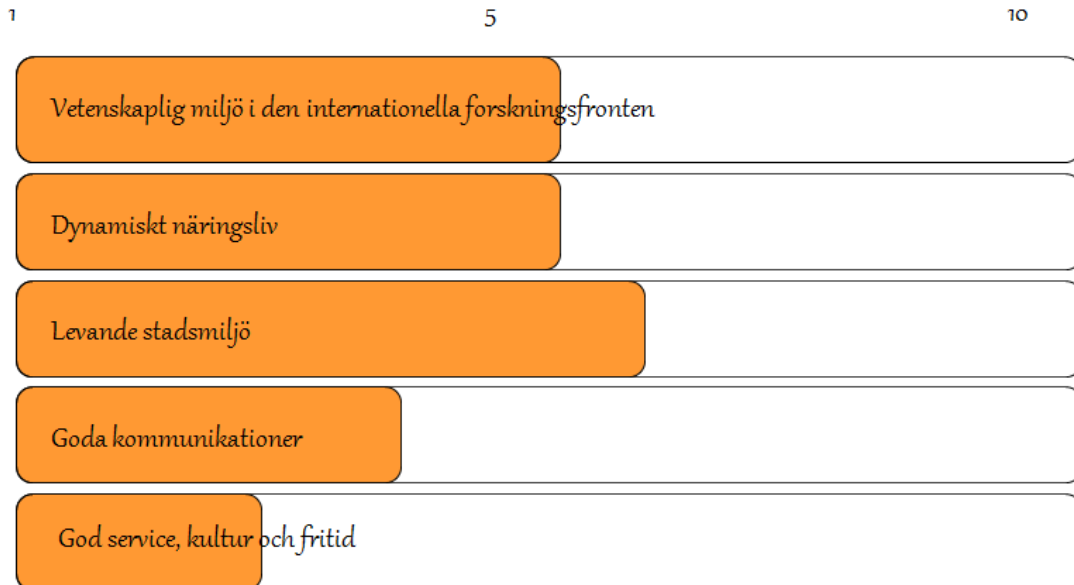 1 5 10
Vetenskaplig miljö i den internationella forskningsfronten
Dynamiskt näringsliv
Levande stadsmiljö
Goda kommunikationer
God service, kultur och fritid